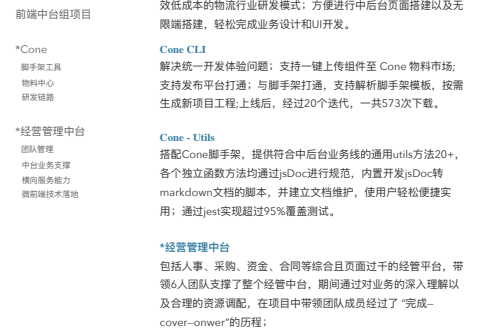 前端中台组项目
*Cone
脚手架工具
物料中心
研发链路
*经营管理中台
团队管理
中台业务支撑
横向服务能力
微前端技术落地
效低成本的物流行业研发模式；方便进行中后台页面搭建以及无
限端搭建，轻松完成业务设计和UI开发。
Cone CLI
解决统一开发体验问题；支持一键上传组件至 Cone 物料市场;
支持发布平台打通；与脚手架打通，支持解析脚手架模板，按需
生成新项目工程;上线后，经过20个迭代，一共573次下载。
Cone - Utils
搭配Cone脚手架，提供符合中后台业务线的通用utils方法20+，
各个独立函数方法均通过jsDoc进行规范，内置开发jsDoc转
markdown文档的脚本，并建立文档维护，使用户轻松便捷实
用；通过jest实现超过95%覆盖测试。
*经营管理中台
包括人事、采购、资金、合同等综合且页面过千的经管平台，带
领6人团队支撑了整个经管中台，期间通过对业务的深入理解以
及合理的资源调配，在项目中带领团队成员经过了 “完成–
cover–onwer”的历程；